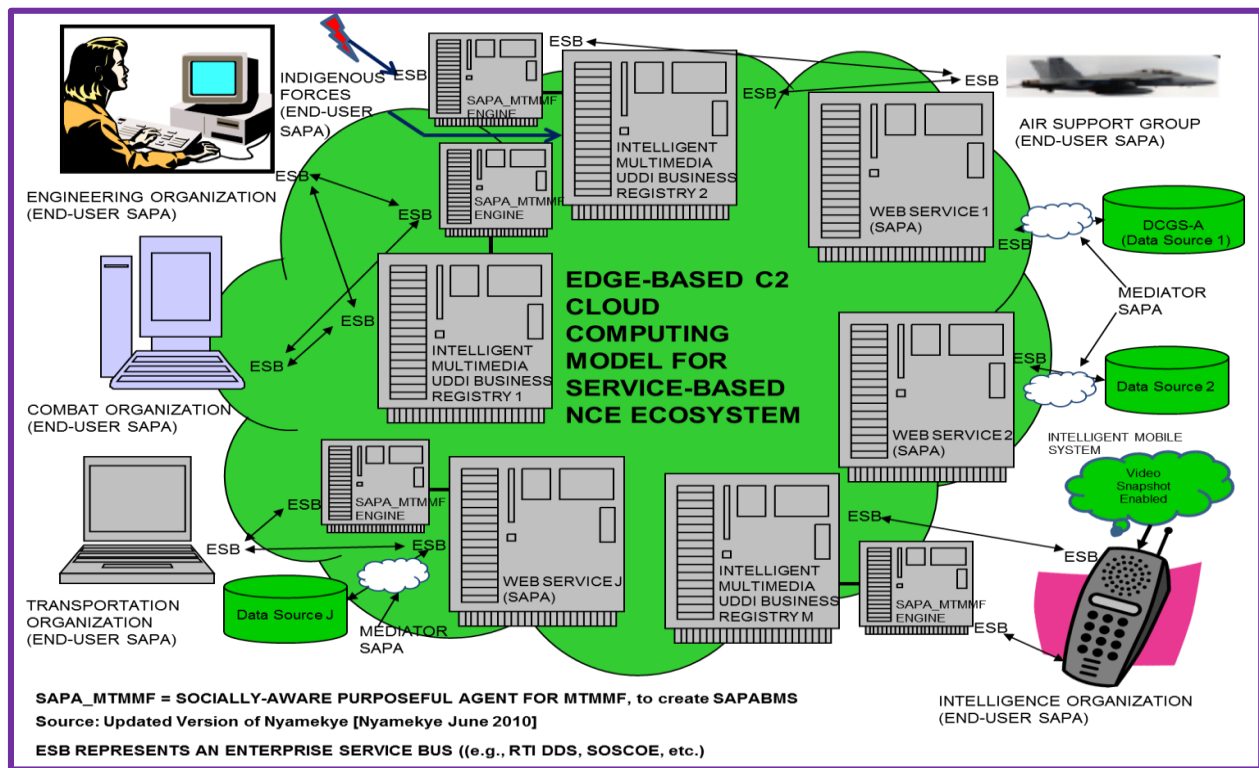 ESB
INDIGENOUS
FORCES
(END-USER
SAPA)
ESB
SAPA_MTMMF
ENGINE
ESB
ESB
INTELLIGENT
MULTIMEDIA
UDDI BUSINESS
REGISTRY 2
ESB
AIR SUPPORT GROUP
(END-USER SAPA)
ESB
ENGINEERING ORGANIZATION
(END-USER SAPA)
ESB
SAPA_MTMMF
ENGINE
WEB SERVICE 1
(SAPA)
ESB
DCGS-A
(Data Source 1)
MEDIATOR
SAPA
EDGE-BASED C2
CLOUD
COMPUTING
MODEL FOR
SERVICE-BASED
NCE ECOSYSTEM
ESB
INTELLIGENT
MULTIMEDIA
UDDI BUSINESS
REGISTRY 1
ESB
ESB
Data Source 2
COMBAT ORGANIZATION
(END-USER SAPA)
WEB SERVICE 2
(SAPA)
INTELLIGENT MOBILE
SYSTEM
Video
Snapshot
Enabled
ESB
SAPA_MTMMF
ENGINE
ESB
ESB
ESB
ESB
WEB SERVICE J
(SAPA)
INTELLIGENT
MULTIMEDIA
UDDI BUSINESS
REGISTRY M
SAPA_MTMMF
ENGINE
ESB
TRANSPORTATION
ORGANIZATION
(END-USER SAPA)
Data Source J
MEDIATOR
SAPA
INTELLIGENCE ORGANIZATION
(END-USER SAPA)
SAPA_MTMMF = SOCIALLY-AWARE PURPOSEFUL AGENT FOR MTMMF, to create SAPABMS
Source: Updated Version of Nyamekye [Nyamekye June 2010]
ESB REPRESENTS AN ENTERPRISE SERVICE BUS ((e.g., RTI DDS, SOSCOE, etc.)